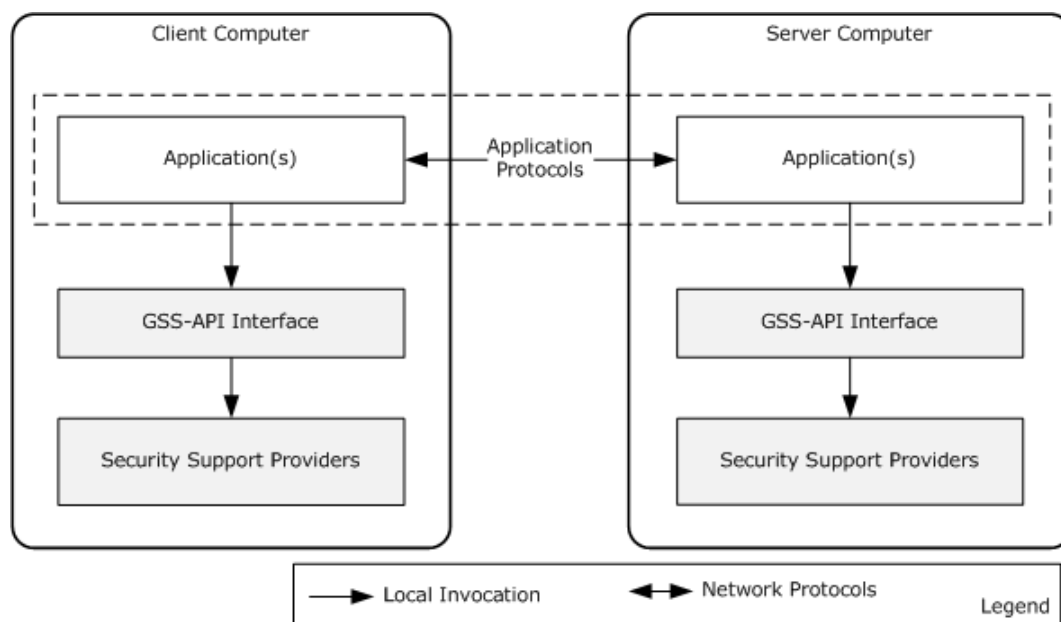 Client Computer
Server Computer
Application(s)
Application
Protocols
Application(s)
GSS-API Interface
GSS-API Interface
Security Support Providers
Security Support Providers
Local Invocation
Network Protocols
Legend